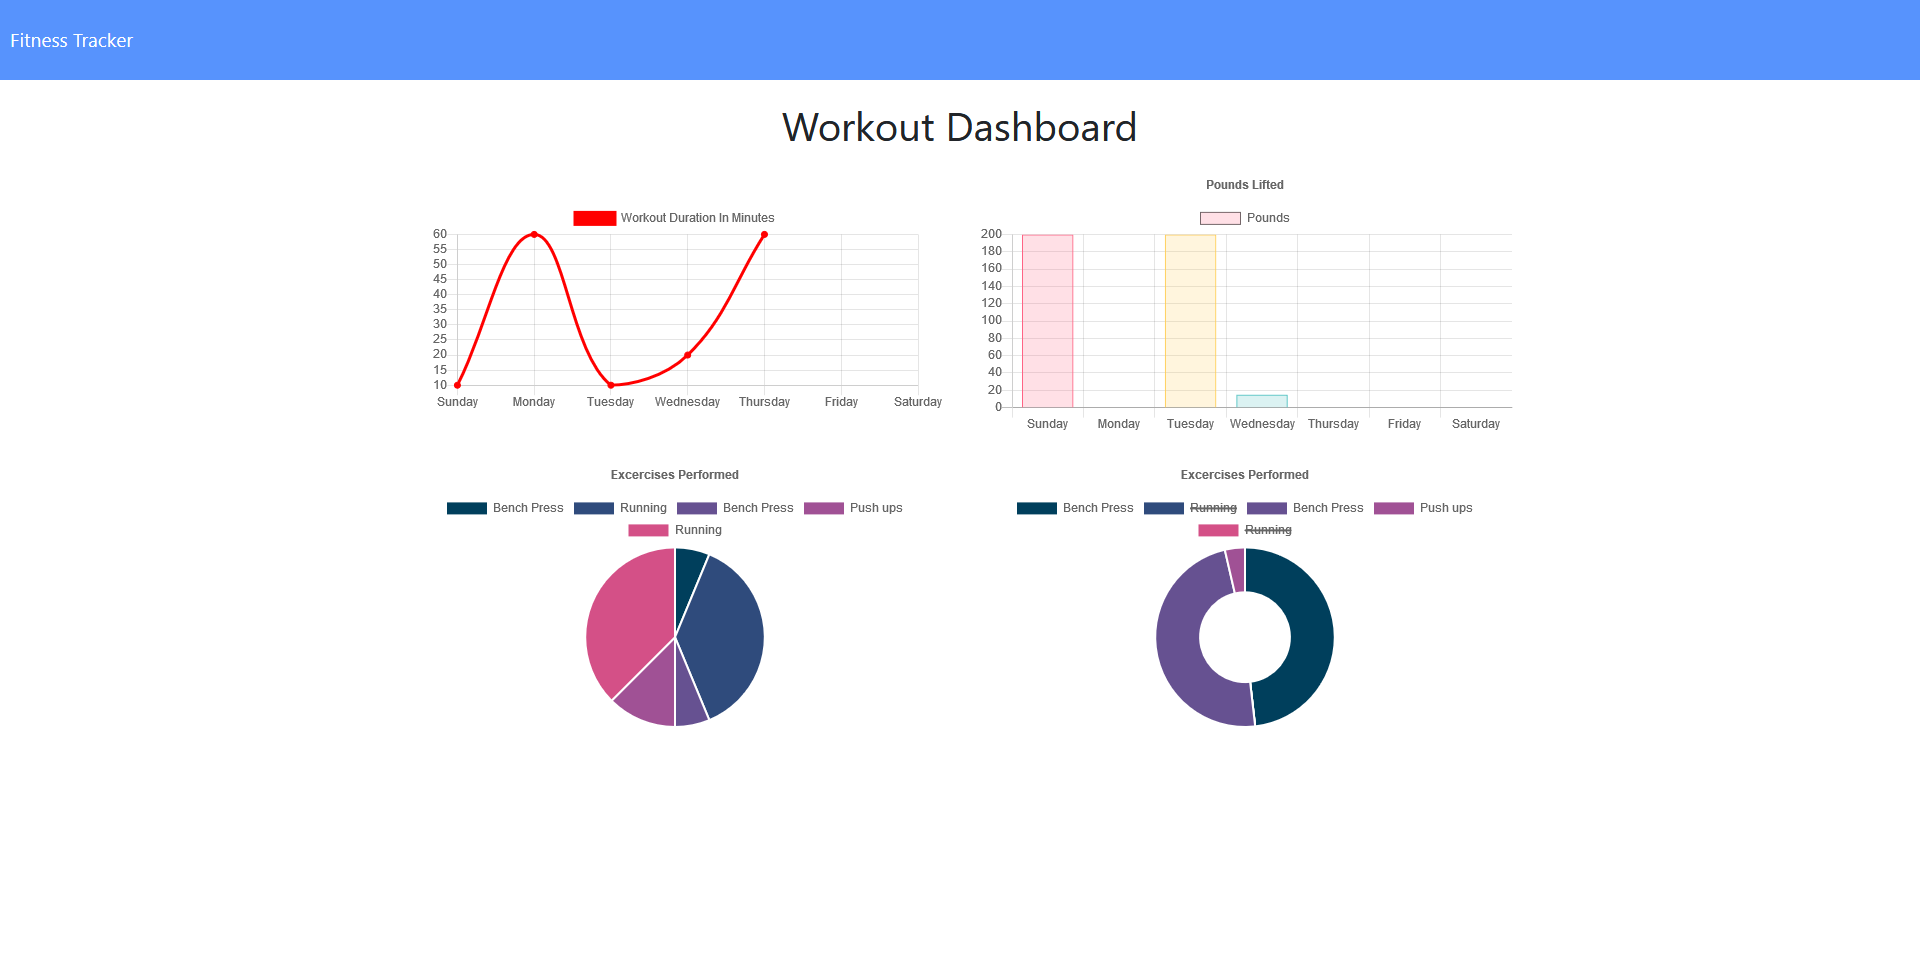 Fitness Tracker
Workout Dashboard
Workout Duration In Minutes
60
55
50
45
40
35
30
25
20
15
10
Sunday Monday Tuesday Wednesday Thursday Friday Saturday
Pounds Lifted
Pounds
200
180
160
140
120
100
80
60
40
20
0
Sunday Monday Tuesday Wednesday Thursday Friday Saturday
Excercises Performed
Bench Press Running Bench Press Push ups
Running
Excercises Performed
Bench Press Running Bench Press Push ups
Running